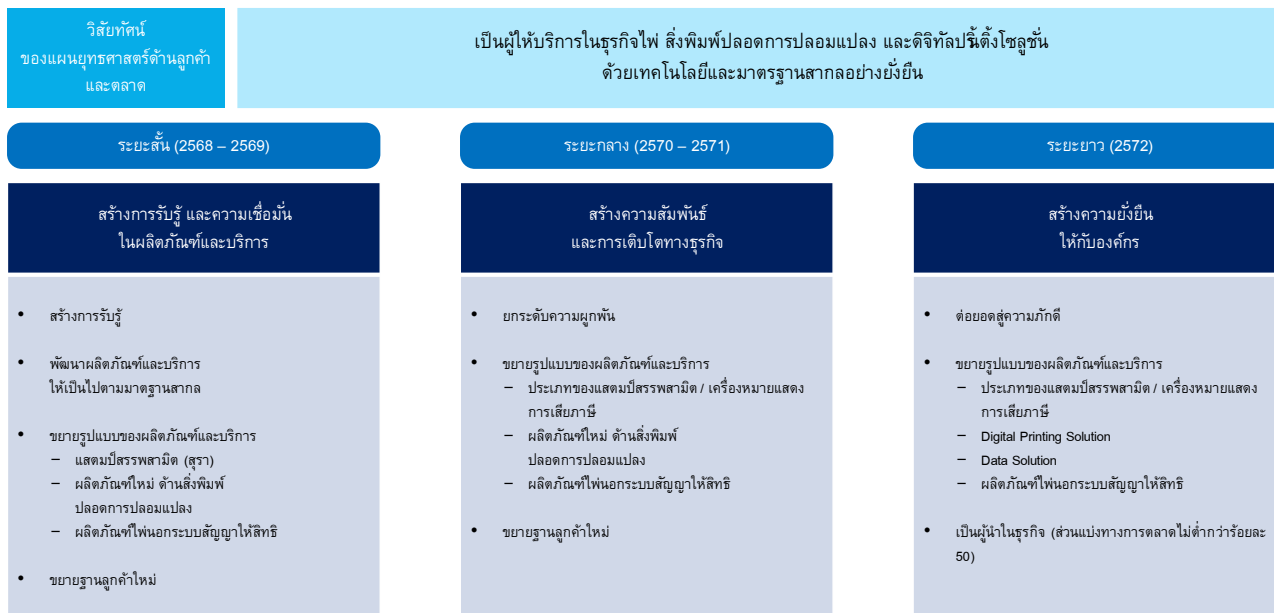 วิสัยทัศน์
ของแผนยุทธศาสตร์ด้านลูกค้า
และตลาด
เป็นผู้ให้บริการในธุรกิจไพ่ สิ่งพิมพ์ปลอดการปลอมแปลง และดิจิทัลปริ้นติ้งโซลูชั่น
ด้วยเทคโนโลยีและมาตรฐานสากลอย่างยั่งยืน
ระยะสั้น (2568 – 2569)
สร้างการรับรู้ และความเชื่อมั่น
ในผลิตภัณฑ์และบริการ
• สร้างการรับรู้
• พัฒนาผลิตภัณฑ์และบริการ
ให้เป็นไปตามมาตฐานสากล
• ขยายรูปแบบของผลิตภัณฑ์และบริการ
– แสตมป์สรรพสามิต (สุรา)
– ผลิตภัณฑ์ใหม่ ด้านสิ่งพิมพ์
ปลอดการปลอมแปลง
– ผลิตภัณฑ์ไพ่นอกระบบสัญญาให้สิทธิ
• ขยายฐานลูกค้าใหม่
ระยะกลาง (2570 – 2571)
สร้างความสัมพันธ์
และการเติบโตทางธุรกิจ
• ยกระดับความผูกพัน
• ขยายรูปแบบของผลิตภัณฑ์และบริการ
– ประเภทของแสตมป์สรรพสามิต / เครื่องหมายแสดง
การเสียภาษี
– ผลิตภัณฑ์ใหม่ ด้านสิ่งพิมพ์
ปลอดการปลอมแปลง
– ผลิตภัณฑ์ไพ่นอกระบบสัญญาให้สิทธิ
• ขยายฐานลูกค้าใหม่
ระยะยาว (2572)
สร้างความยั่งยืน
ให้กับองค์กร
• ต่อยอดสู่ความภักดี
• ขยายรูปแบบของผลิตภัณฑ์และบริการ
– ประเภทของแสตมป์สรรพสามิต / เครื่องหมายแสดง
การเสียภาษี
– Digital Printing Solution
– Data Solution
– ผลิตภัณฑ์ไพ่นอกระบบสัญญาให้สิทธิ
• เป็นผู้นำในธุรกิจ (ส่วนแบ่งทางการตลาดไม่ต่ำกว่าร้อยละ
50)